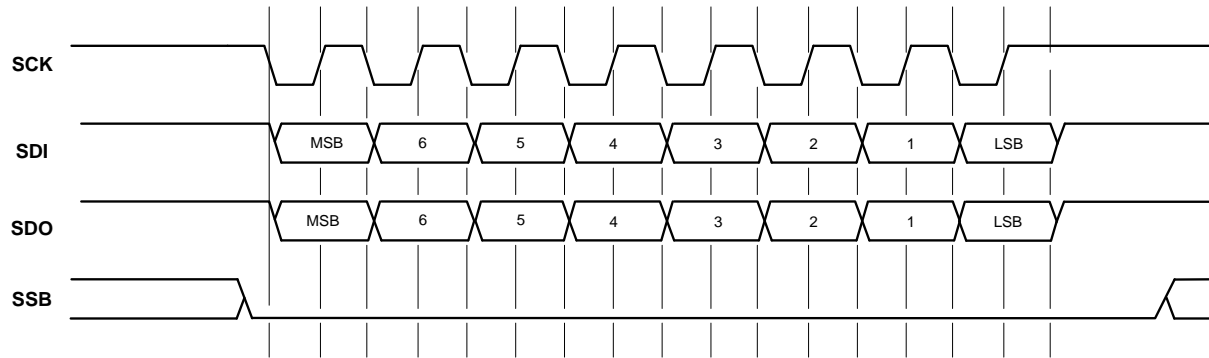 SCK
SDI MSB 6 5 4 3 2 1 LSB
SDO MSB 6 5 4 3 2 1 LSB
SSB